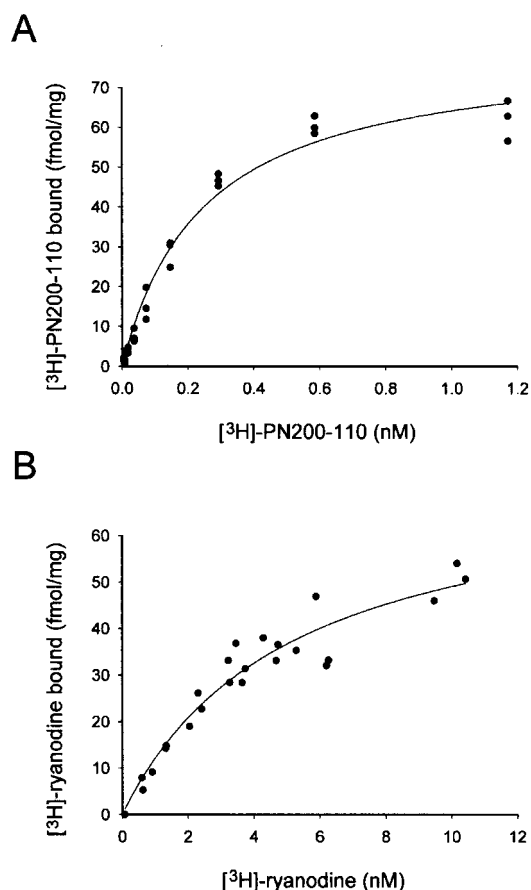 A
[³H]-PN200-110 bound (fmol/mg)
70
60
50
40
30
20
10
0
0.0 0.2 0.4 0.6 0.8 1.0 1.2
[³H]-PN200-110 (nM)
B
[³H]-ryanodine bound (fmol/mg)
60
50
40
30
20
10
0
0 2 4 6 8 10 12
[³H]-ryanodine (nM)